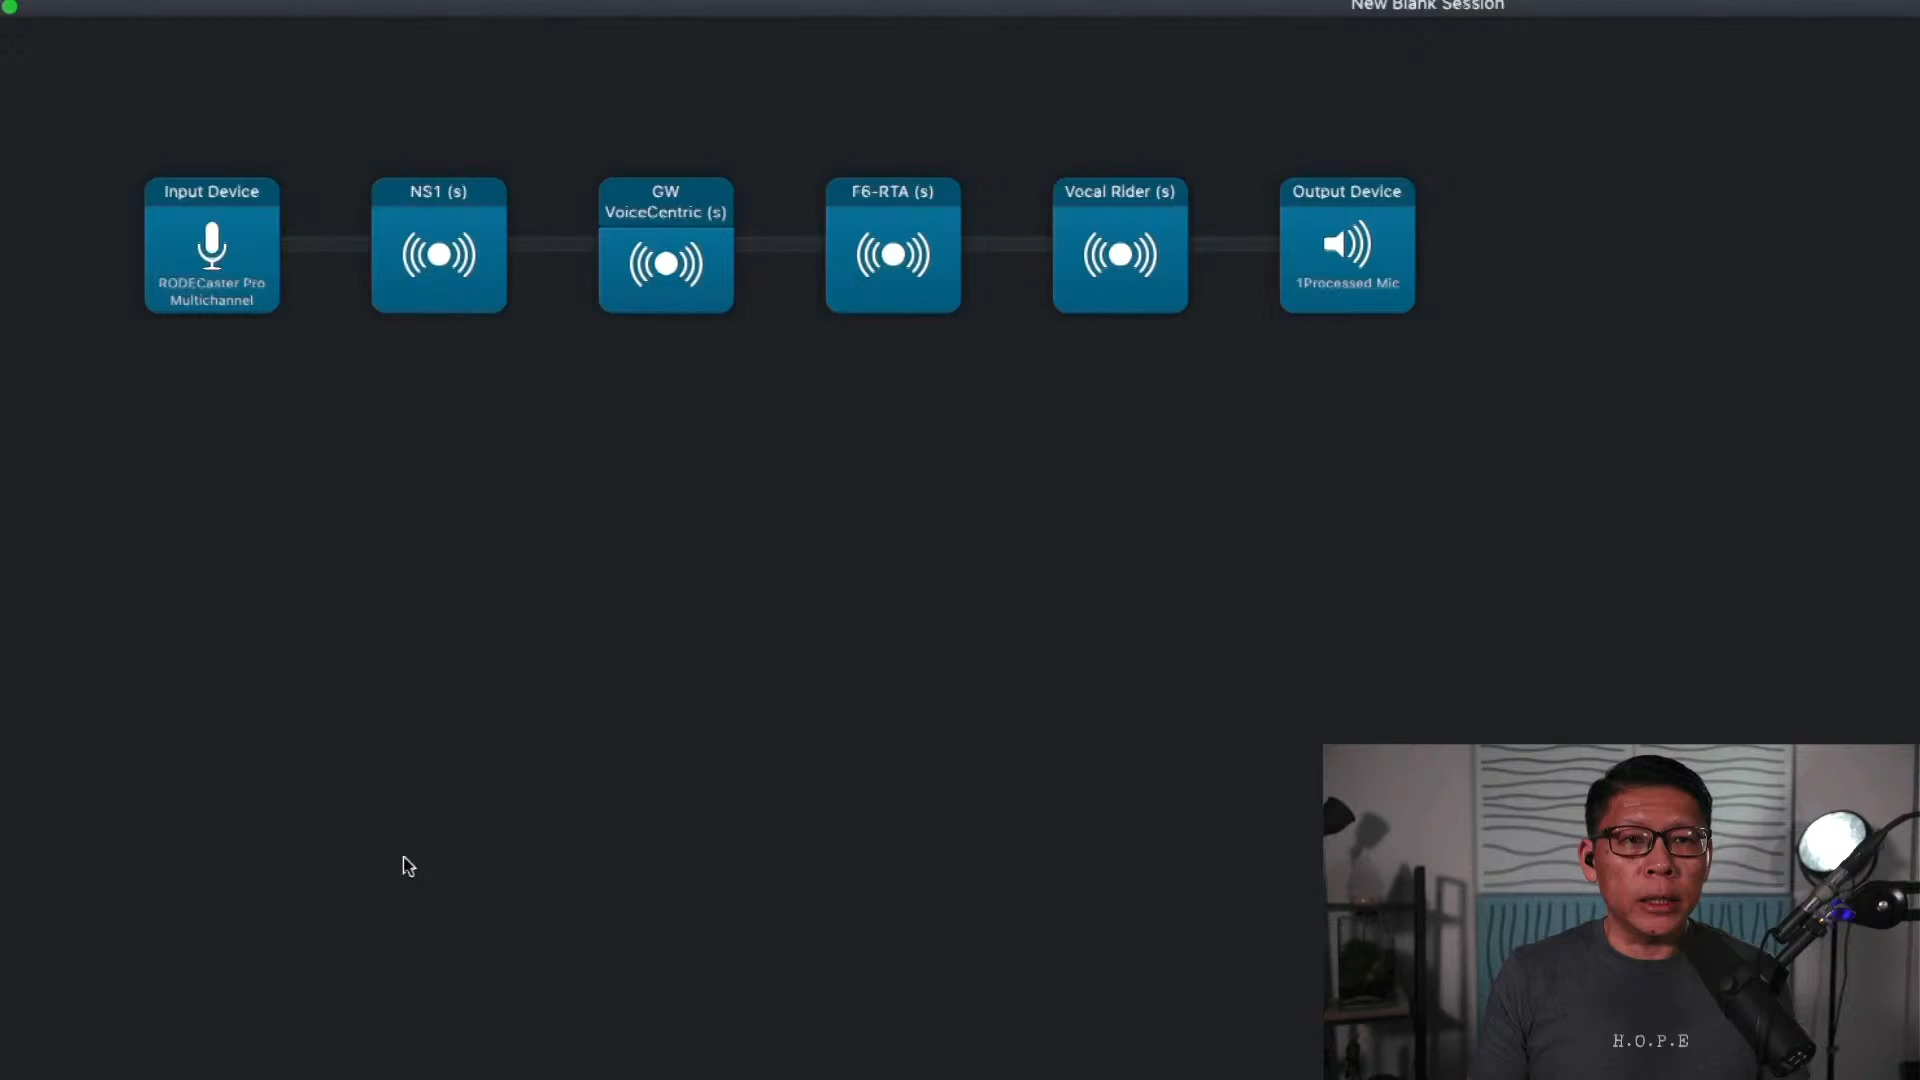 New Blank Session
Input Device
RODECaster Pro
Multichannel
NS1 (s)
GW
VoiceCentric (s)
F6-RTA (s)
Vocal Rider (s)
Output Device
1Processed Mic
H.O.P.E